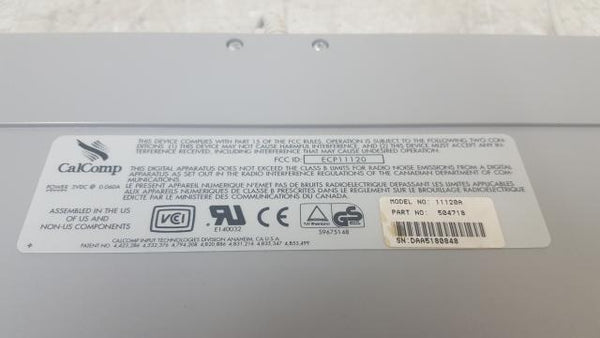 THIS DEVICE COMPLIES WITH PART 15 OF THE FCC RULES. OPERATION IS SUBJECT TO THE FOLLOWING TWO CON-
DITIONS: (1) THIS DEVICE MAY NOT CAUSE HARMFUL INTERFERENCE, AND (2) THIS DEVICE MUST ACCEPT ANY IN-
TERFERENCE RECEIVED, INCLUDING INTERFERENCE THAT MAY CAUSE UNDESIRED OPERATION.
FCC ID: ECP11120
CalComp
THIS DIGITAL APPARATUS DOES NOT EXCEED THE CLASS B LIMITS FOR RADIO NOISE EMISSIONS FROM A DIGITAL
APPARATUS AS SET OUT IN THE RADIO INTERFERENCE REGULATIONS OF THE CANADIAN DEPARTMENT OF COM-
MUNICATIONS.
POWER
LE PRESENT APPAREIL NUMERIQUE N'EMET PAS DE BRUITS RADIOELECTRIQUES DEPASSANT LES LIMITES
APPLICABLES AUX APPAREILS NUMERIQUES DE CLASSE B PRESCRITES DANS LE REGLEMENT SUR LE BROUILLAGE RADIOELECTRIQUE
EDICTE PAR LE MINISTERE DES COMMUNICATIONS DU CANADA.
ASSEMBLED IN THE US
OF US AND
NON-US COMPONENTS
VCI
UL
E140032
CE
GS
S9675148
MODEL NO: 11120A
PART NO: 504718
SN:DAA5180848
CALCOMP INPUT TECHNOLOGIES DIVISION ANAHEIM, CA U.S.A.
PATENT NO.